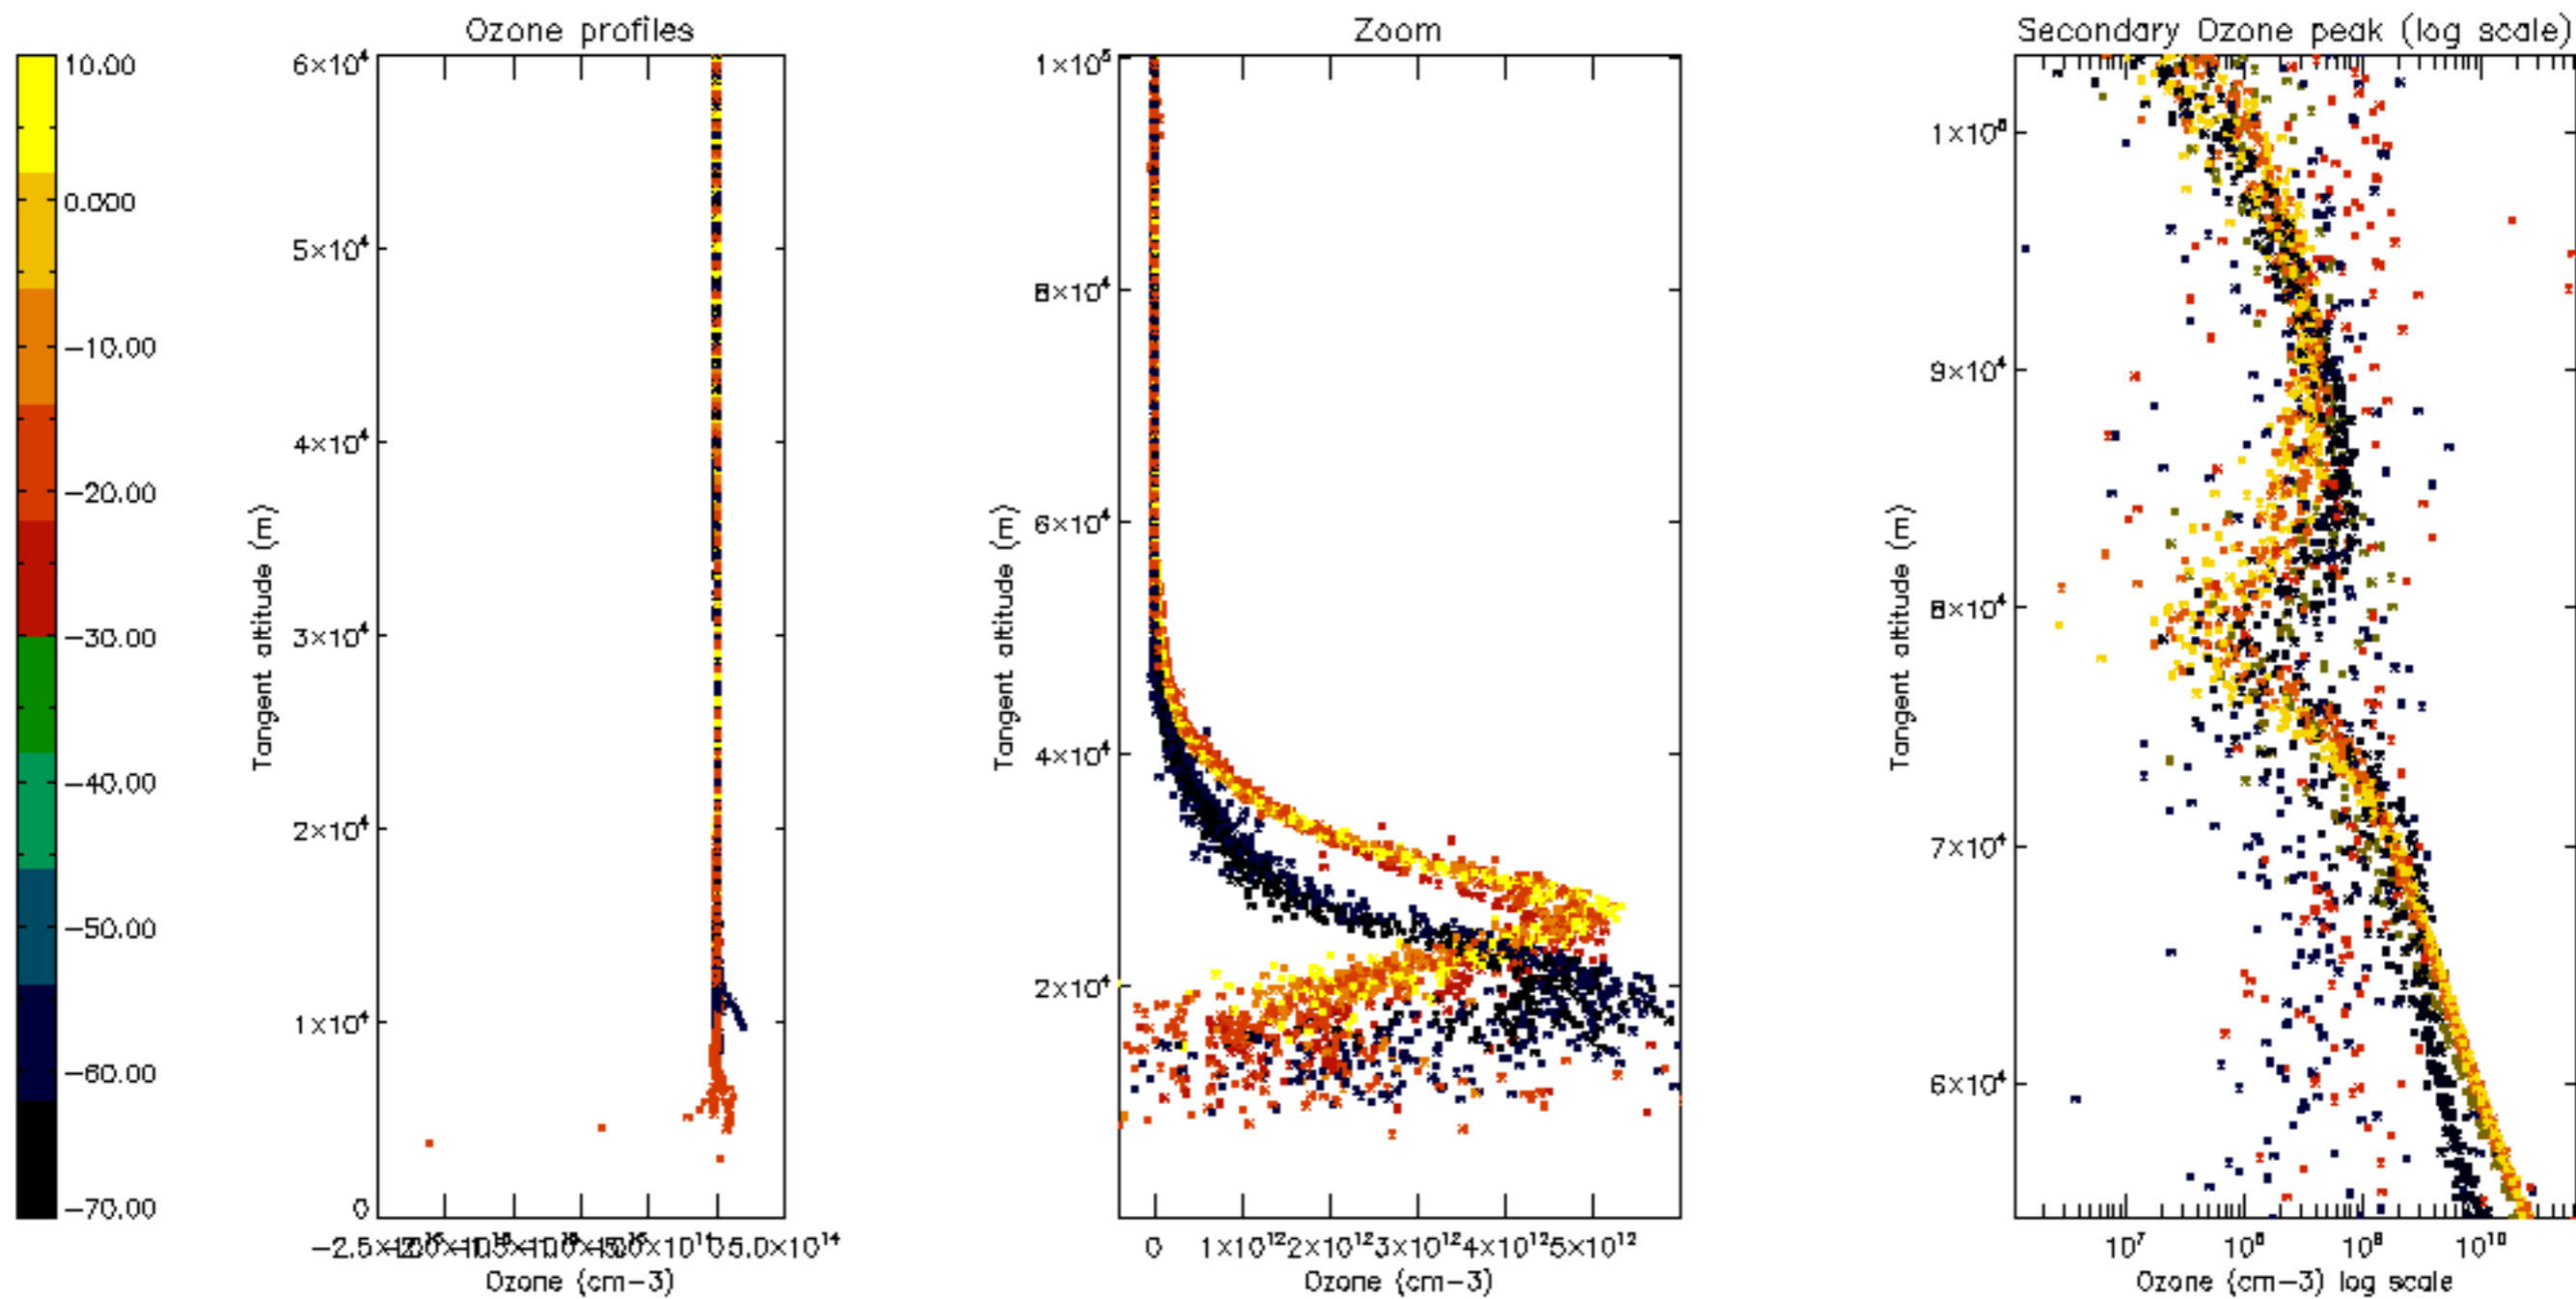 Ozone profiles
Zoom
Secondary Ozone peak (log scale)
10.00
0.000
−10.00
−20.00
−30.00
−40.00
−50.00
−60.00
−70.00
6×10⁴
5×10⁴
4×10⁴
3×10⁴
2×10⁴
1×10⁴
0
Tangent altitude (m)
5.0×10¹⁴
Ozone (cm−3)
1×10⁵
8×10⁴
6×10⁴
4×10⁴
2×10⁴
Tangent altitude (m)
0 1×10¹² 2×10¹² 3×10¹² 4×10¹² 5×10¹²
Ozone (cm−3)
9×10⁴
8×10⁴
7×10⁴
6×10⁴
Tangent altitude (m)
10⁷ 10⁸ 10⁹ 10¹⁰
Ozone (cm−3) log scale